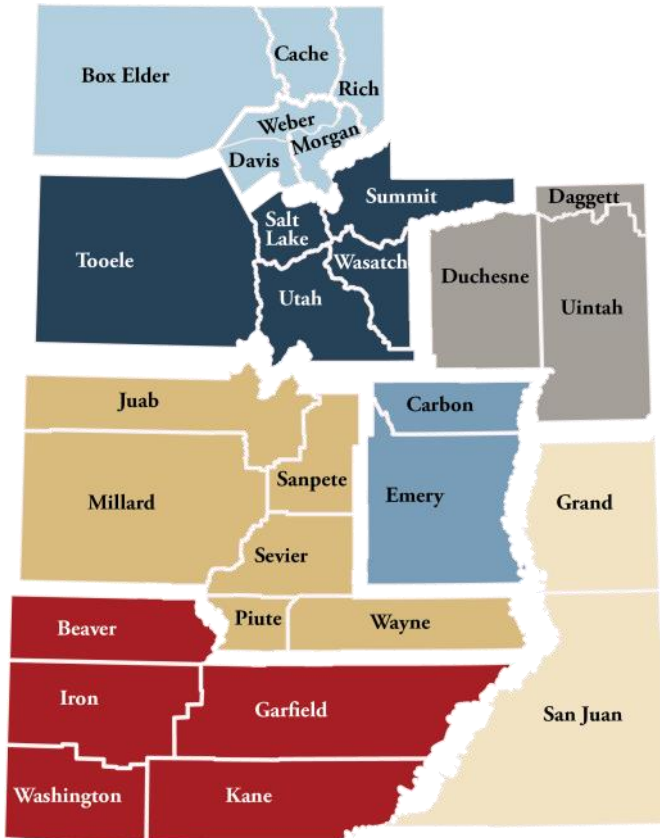 Cache
Box Elder
Rich
Weber
Morgan
Davis
Summit
Daggett
Salt
Lake
Tooele
Wasatch
Duchesne
Utah
Uintah
Juab
Carbon
Sanpete
Millard
Emery
Grand
Sevier
Piute
Wayne
Beaver
Iron
Garfield
San Juan
Washington
Kane